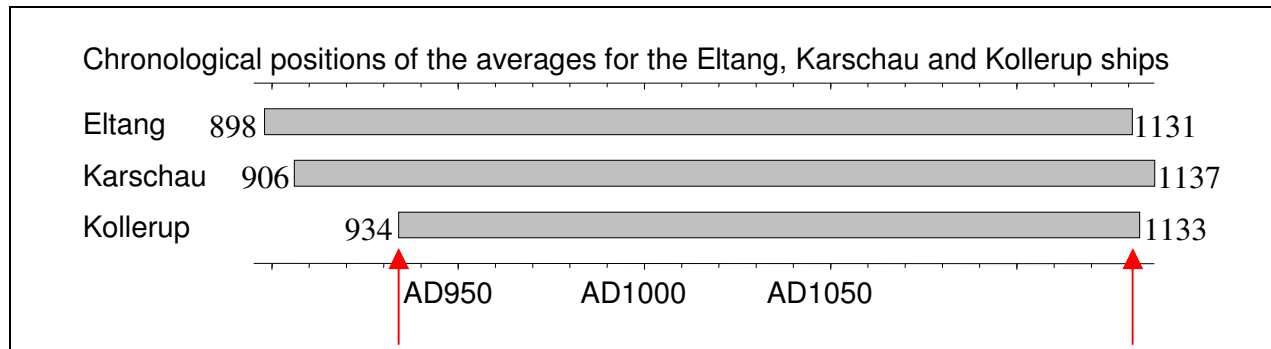 Chronological positions of the averages for the Eltang, Karschau and Kollerup ships
Eltang 898 1131
Karschau 906 1137
Kollerup 934 1133
AD950 AD1000 AD1050